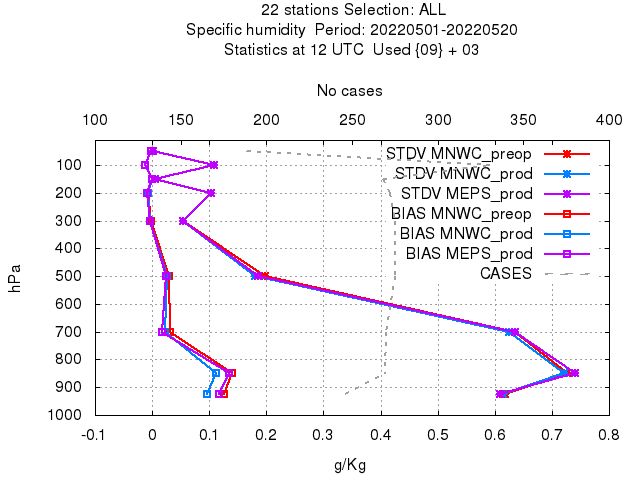 22 stations Selection: ALL
Specific humidity  Period: 20220501-20220520
Statistics at 12 UTC  Used {09} + 03
No cases
100 150 200 250 300 350 400
STDV MNWC_preop
STDV MNWC_prod
STDV MEPS_prod
BIAS MNWC_preop
BIAS MNWC_prod
BIAS MEPS_prod
CASES
hPa
100
200
300
400
500
600
700
800
900
1000
-0.1 0 0.1 0.2 0.3 0.4 0.5 0.6 0.7 0.8
g/Kg